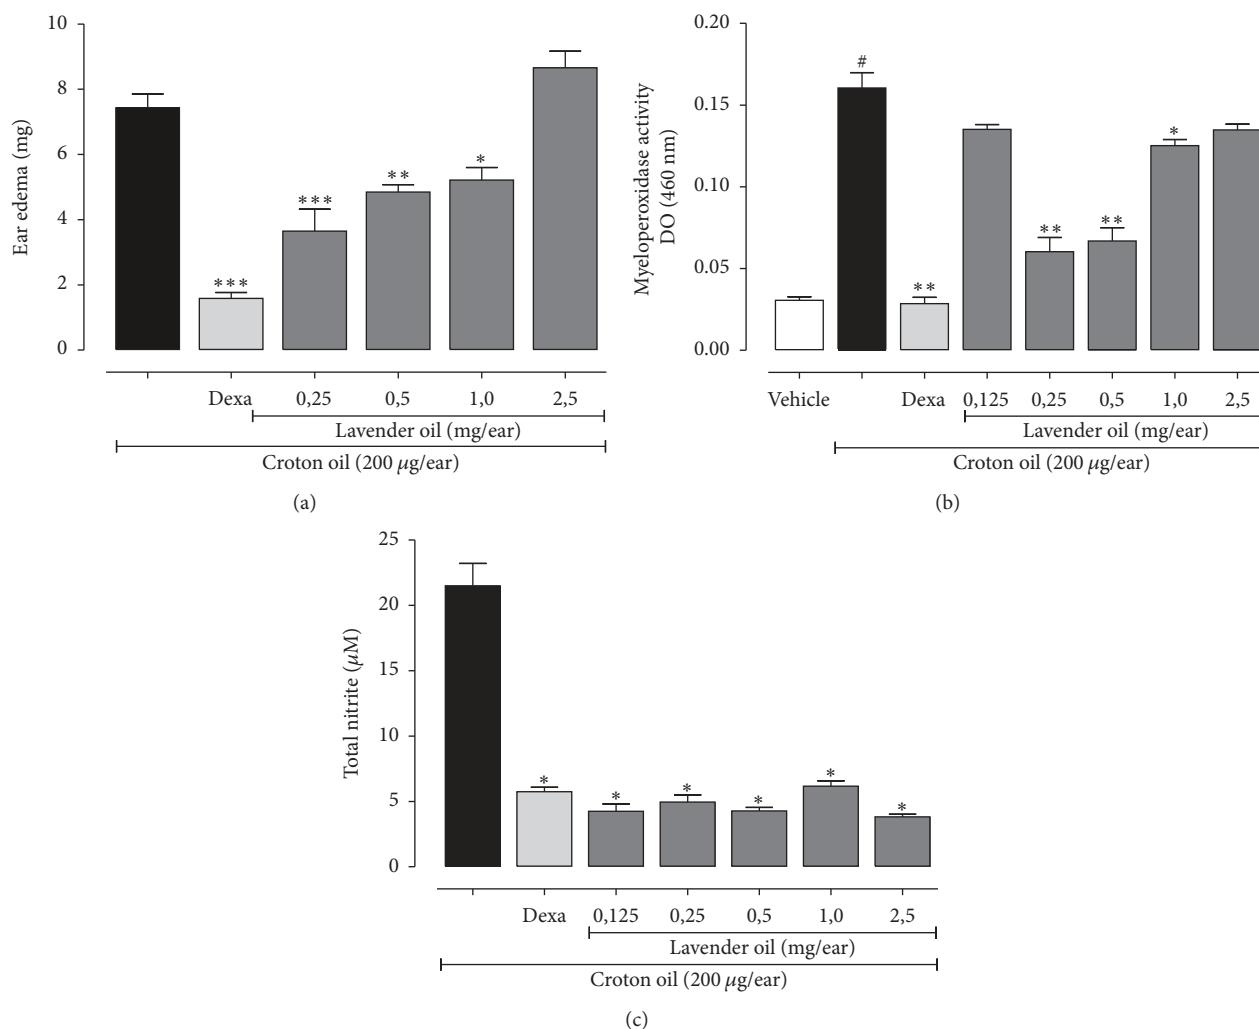 10
8
6
4
2
0
Ear edema (mg)
***
***
**
*
Dexa 0,25 0,5 1,0 2,5
Lavender oil (mg/ear)
Croton oil (200 μg/ear)
(a)
0.20
0.15
0.10
0.05
0.00
Myeloperoxidase activity
DO (460 nm)
#
**
**
**
*
Vehicle Dexa 0,125 0,25 0,5 1,0 2,5
Lavender oil (mg/ear)
Croton oil (200 μg/ear)
(b)
25
20
15
10
5
0
Total nitrite (μM)
*
*
*
*
*
*
Dexa 0,125 0,25 0,5 1,0 2,5
Lavender oil (mg/ear)
Croton oil (200 μg/ear)
(c)